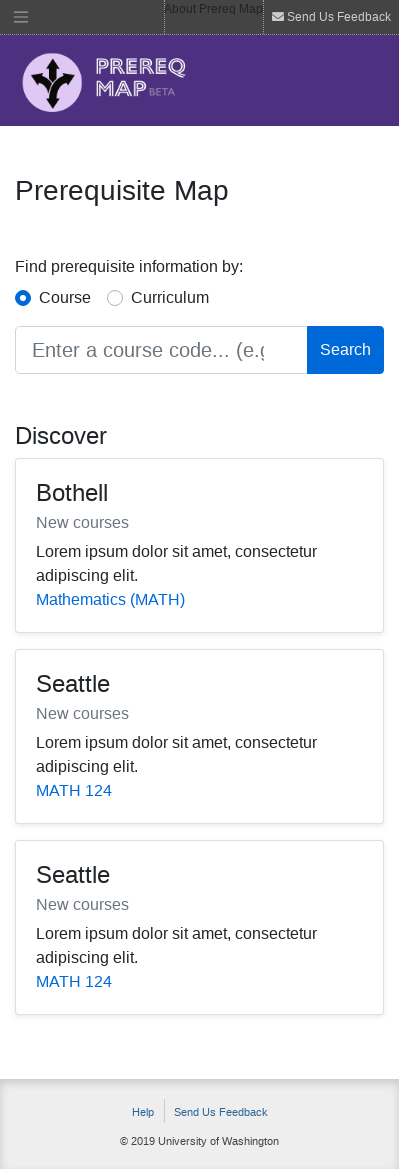 About Prereq Map
Send Us Feedback
PREREQ
MAP BETA
Prerequisite Map
Find prerequisite information by:
Course
Curriculum
Enter a course code... (e.g
Search
Discover
Bothell
New courses
Lorem ipsum dolor sit amet, consectetur
adipiscing elit.
Mathematics (MATH)
Seattle
New courses
Lorem ipsum dolor sit amet, consectetur
adipiscing elit.
MATH 124
Seattle
New courses
Lorem ipsum dolor sit amet, consectetur
adipiscing elit.
MATH 124
Help
Send Us Feedback
© 2019 University of Washington